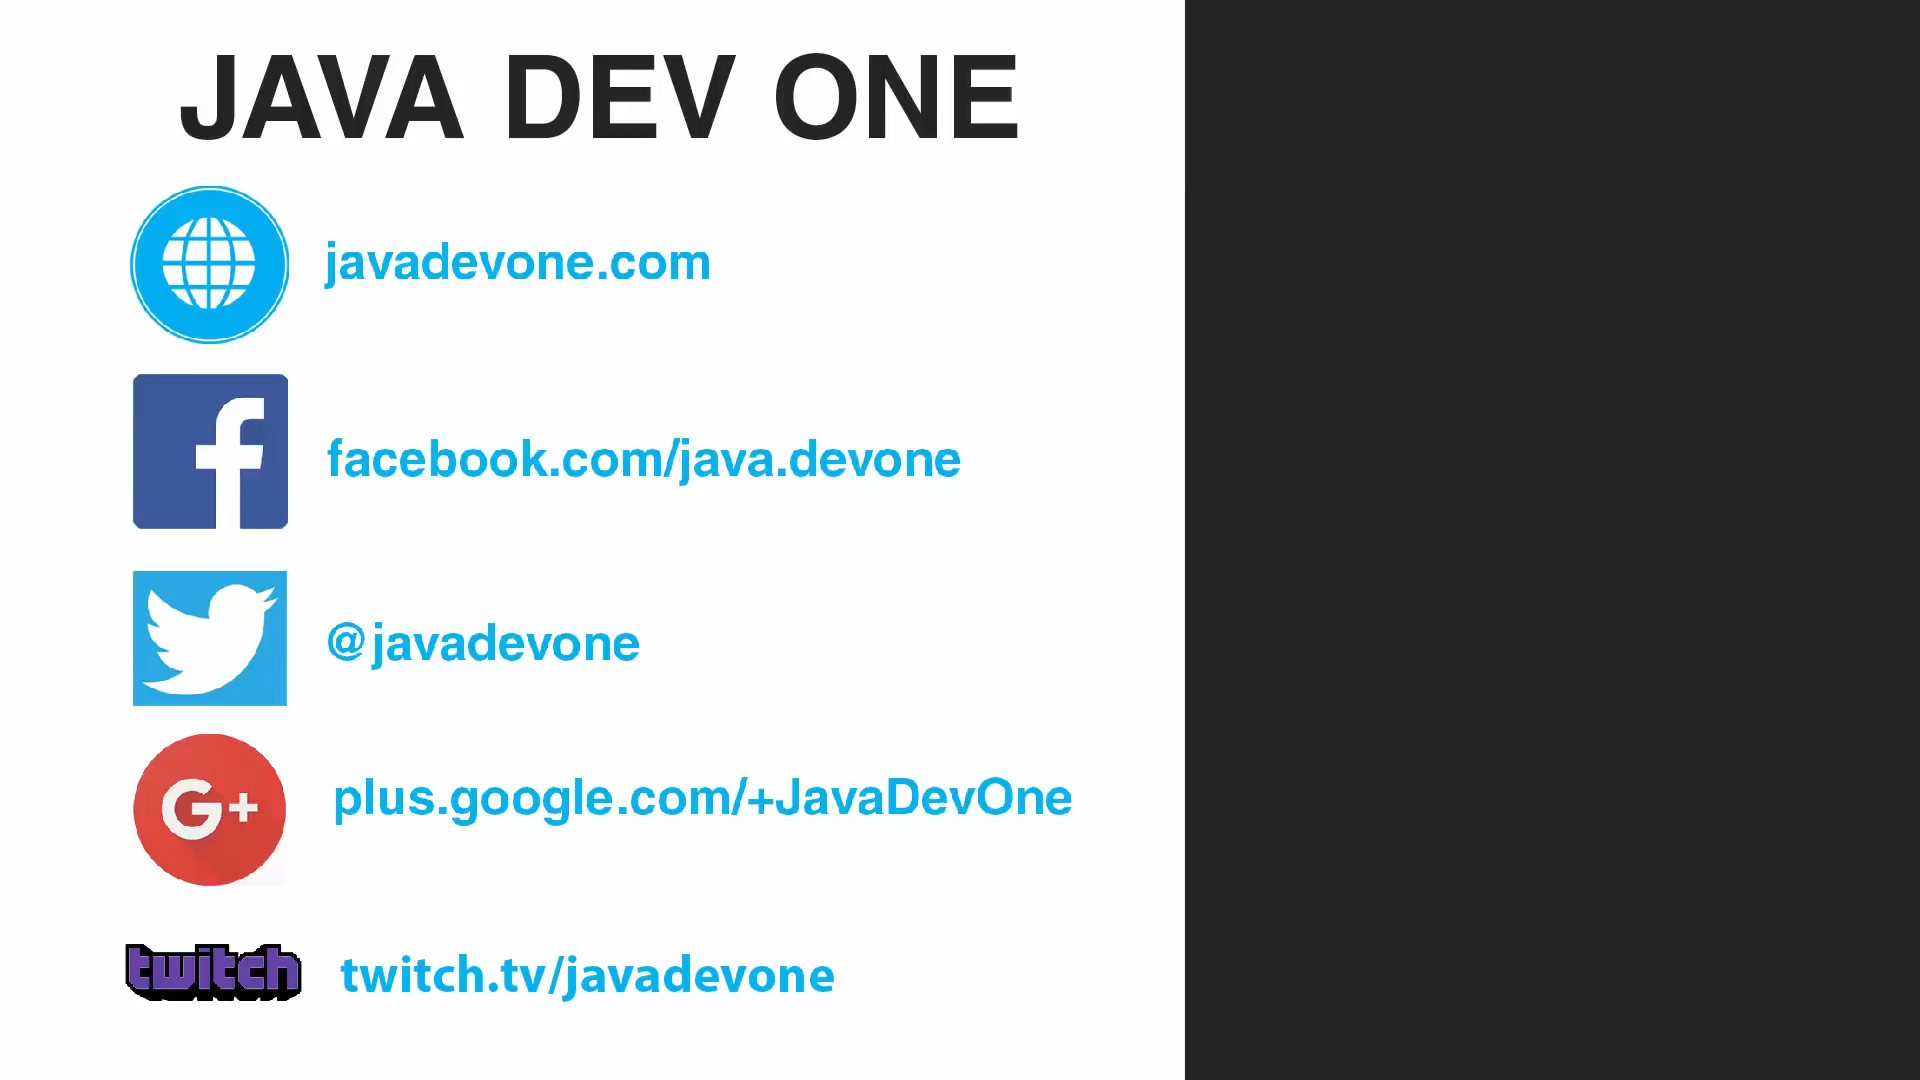 JAVA DEV ONE
javadevone.com
f
facebook.com/java.devone
@javadevone
G+
plus.google.com/+JavaDevOne
twitch
twitch.tv/javadevone